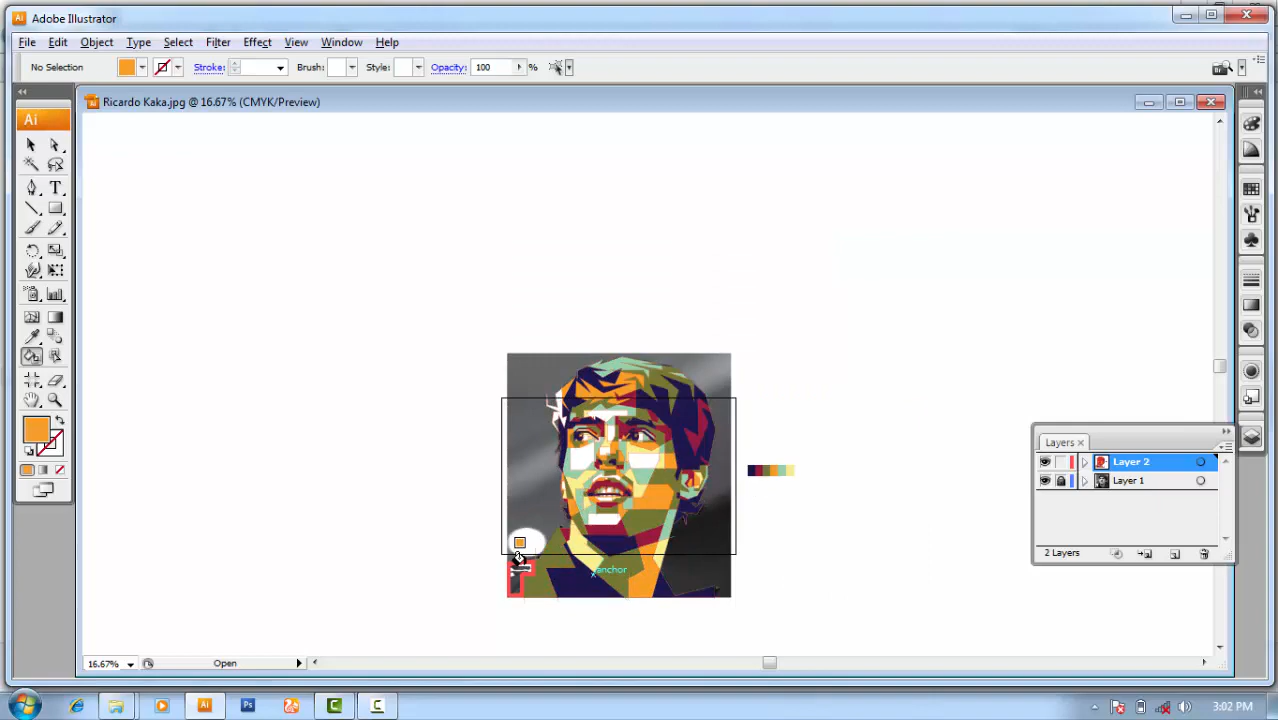 Adobe Illustrator
File Edit Object Type Select Filter Effect View Window Help
No Selection Stroke: Brush: Style: Opacity: 100 %
Ricardo Kaka.jpg @ 16.67% (CMYK/Preview)
Ai
T
anchor
Layers ×
Layer 2
Layer 1
2 Layers
16.67% Open
Ai Ps C C 3:02 PM